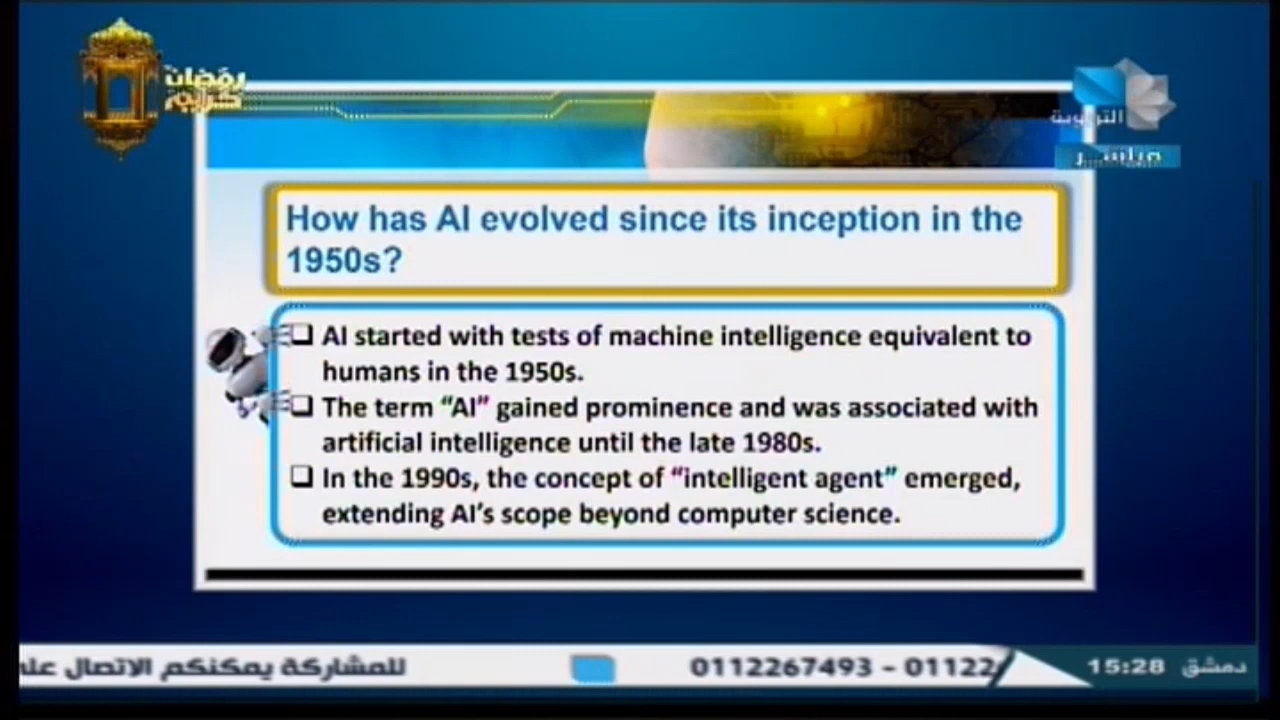 رمضان
كريم
التربوية
مباشر
How has AI evolved since its inception in the
1950s?
❑ AI started with tests of machine intelligence equivalent to
humans in the 1950s.
❑ The term “AI” gained prominence and was associated with
artificial intelligence until the late 1980s.
❑ In the 1990s, the concept of “intelligent agent” emerged,
extending AI’s scope beyond computer science.
للمشاركة يمكنكم الاتصال
0112267493 - 01122
15:28 دمشق